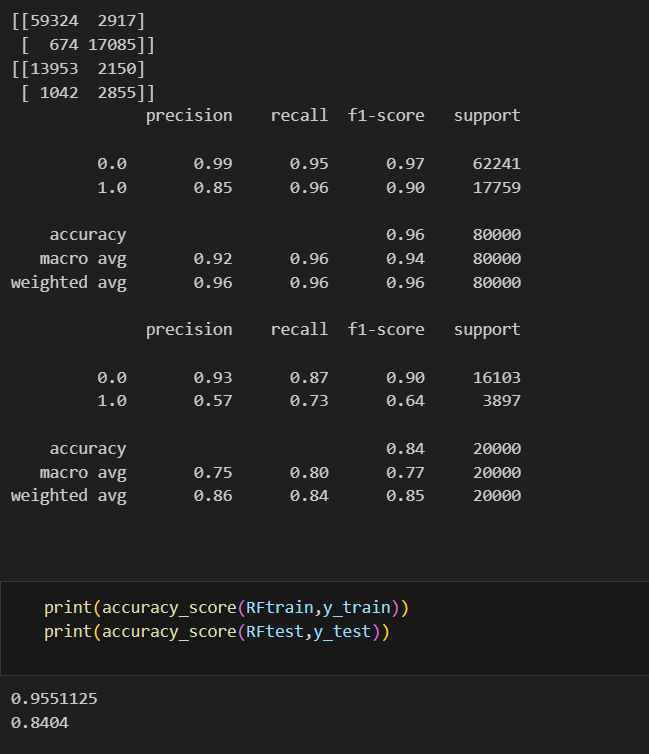 [[59324  2917]
 [  674 17085]]
[[13953  2150]
 [ 1042  2855]]
              precision    recall  f1-score   support

         0.0       0.99      0.95      0.97     62241
         1.0       0.85      0.96      0.90     17759

    accuracy                           0.96     80000
   macro avg       0.92      0.96      0.94     80000
weighted avg       0.96      0.96      0.96     80000

              precision    recall  f1-score   support

         0.0       0.93      0.87      0.90     16103
         1.0       0.57      0.73      0.64      3897

    accuracy                           0.84     20000
   macro avg       0.75      0.80      0.77     20000
weighted avg       0.86      0.84      0.85     20000

print(accuracy_score(RFtrain,y_train))
print(accuracy_score(RFtest,y_test))

0.9551125
0.8404